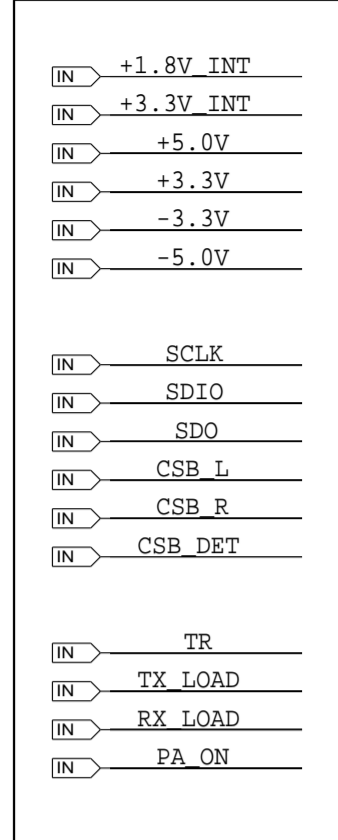 IN +1.8V_INT
IN +3.3V_INT
IN +5.0V
IN +3.3V
IN -3.3V
IN -5.0V
IN SCLK
IN SDIO
IN SDO
IN CSB_L
IN CSB_R
IN CSB_DET
IN TR
IN TX_LOAD
IN RX_LOAD
IN PA_ON